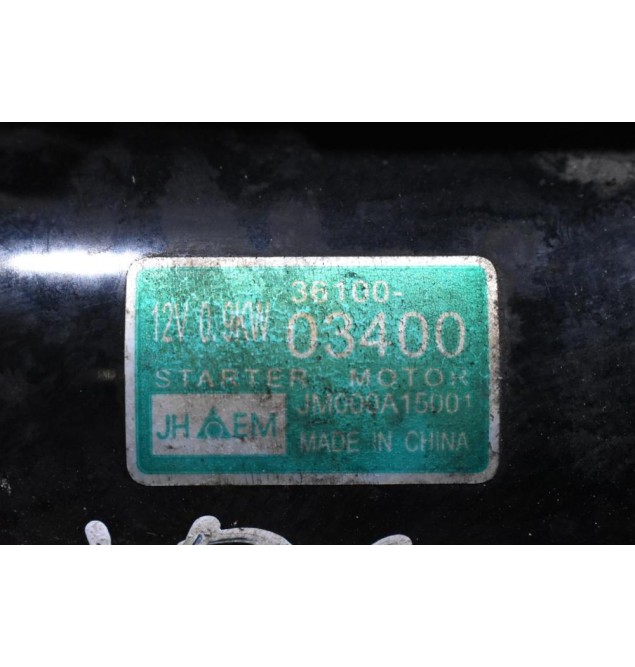 36100-
12V 0.9KW 03400
STARTER MOTOR
JM000A15001
JH EM
MADE IN CHINA